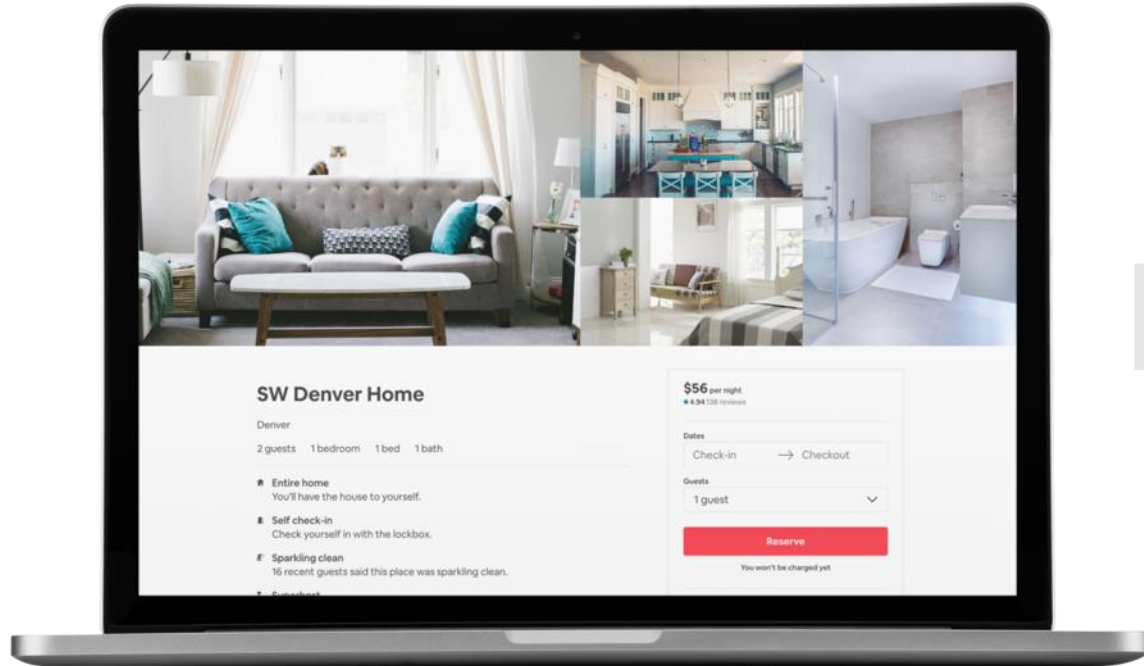 SW Denver Home
Denver
2 guests 1 bedroom 1 bed 1 bath
Entire home
You'll have the house to yourself.
Self check-in
Check yourself in with the lockbox.
Sparkling clean
16 recent guests said this place was sparkling clean.
Superhost
$56 per night
4.94 138 reviews
Dates
Check-in → Checkout
Guests
1 guest
Reserve
You won't be charged yet